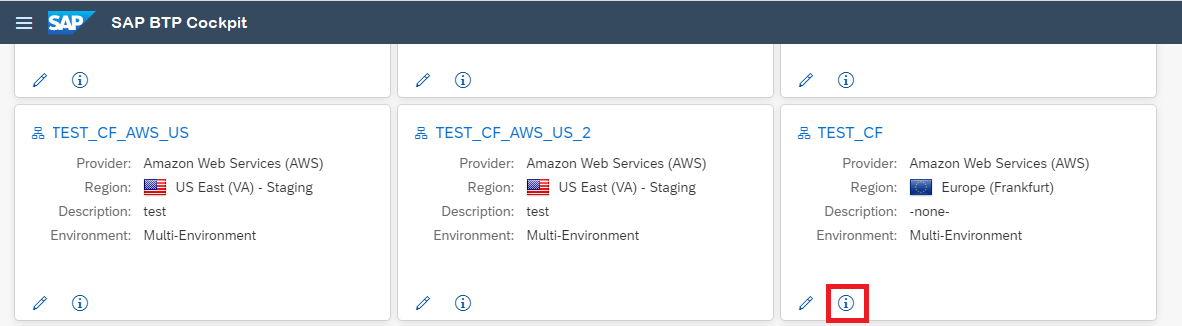 SAP SAP BTP Cockpit
TEST_CF_AWS_US
Provider: Amazon Web Services (AWS)
Region: US East (VA) - Staging
Description: test
Environment: Multi-Environment
TEST_CF_AWS_US_2
Provider: Amazon Web Services (AWS)
Region: US East (VA) - Staging
Description: test
Environment: Multi-Environment
TEST_CF
Provider: Amazon Web Services (AWS)
Region: Europe (Frankfurt)
Description: -none-
Environment: Multi-Environment